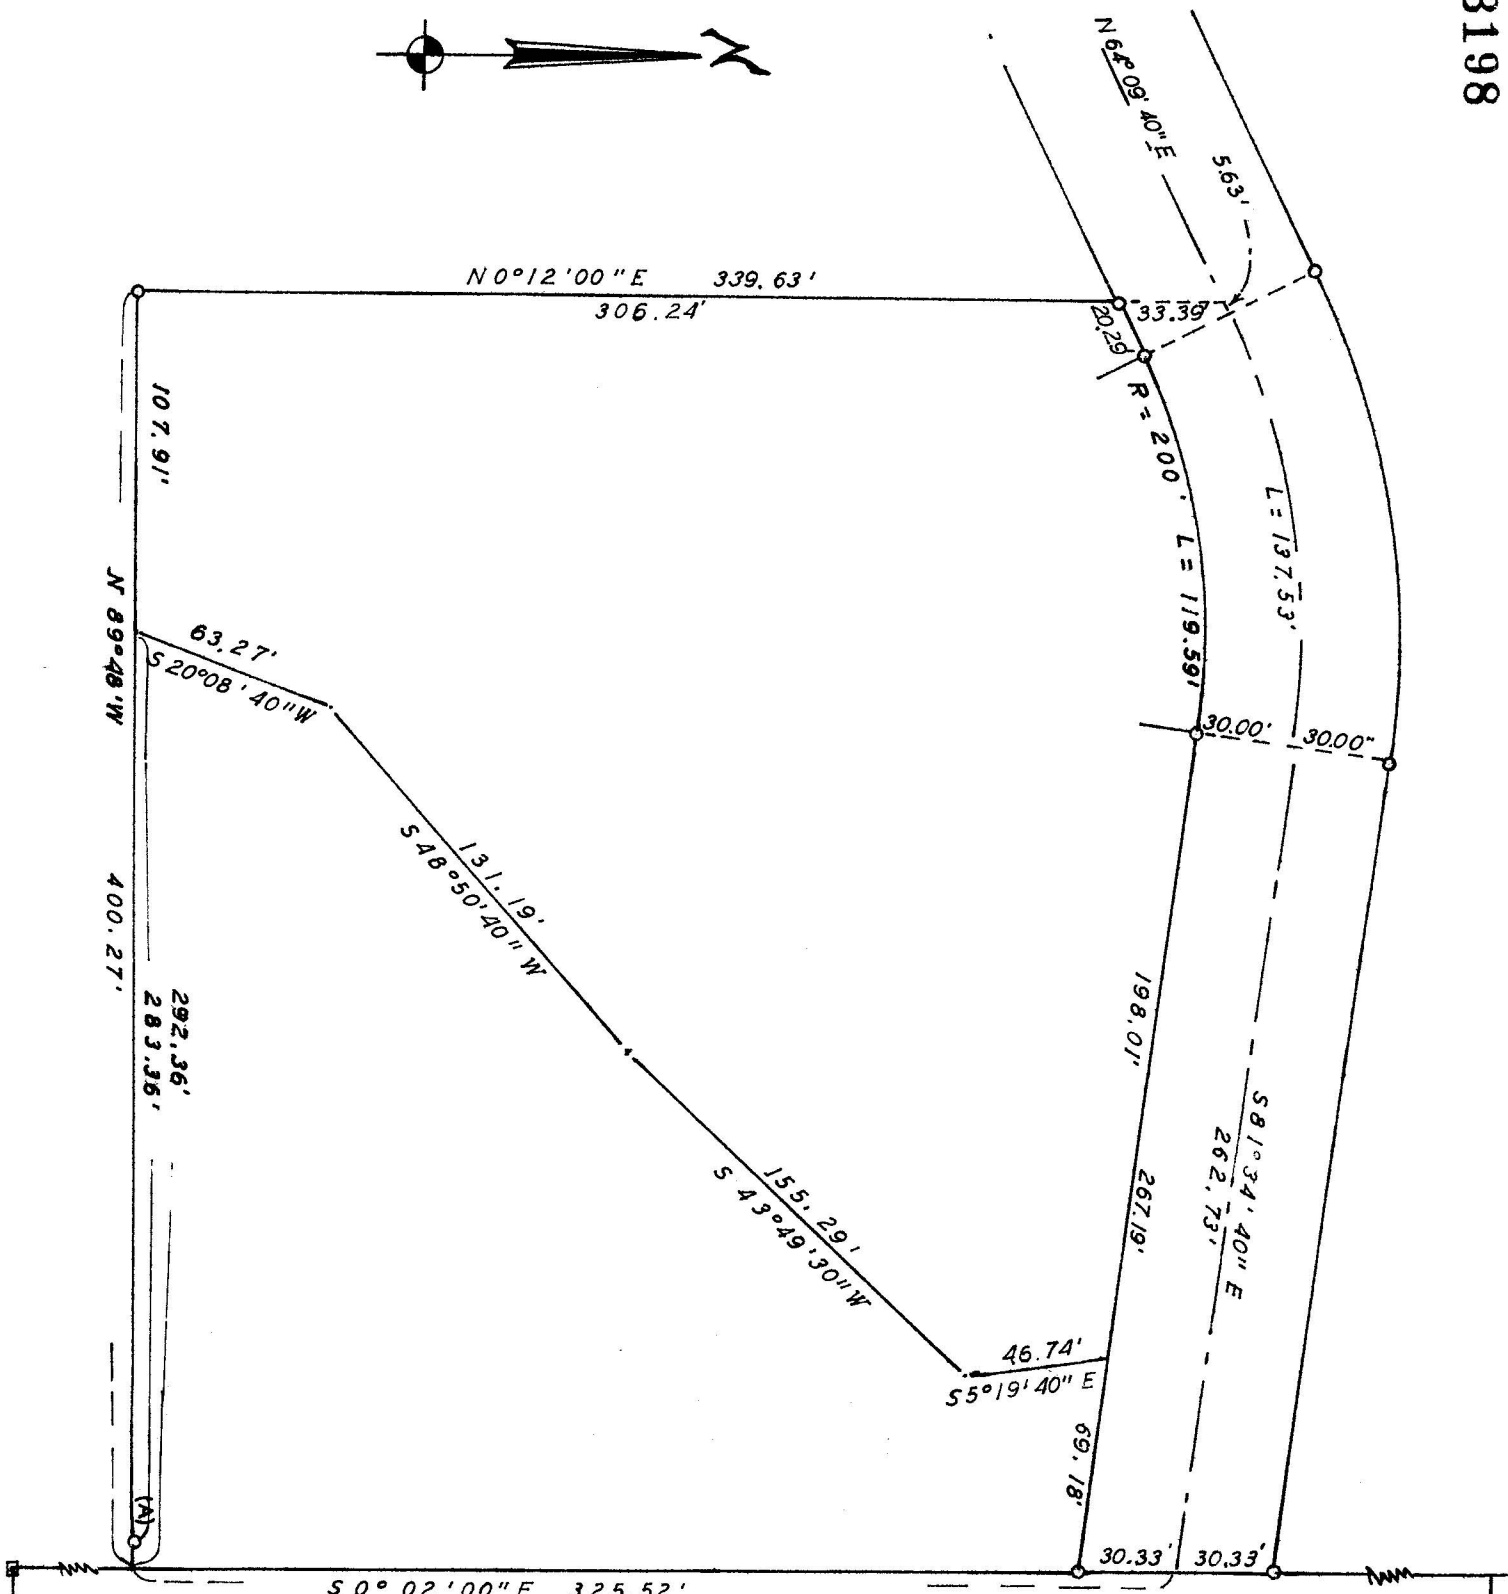 3198
N
N 64° 09' 40" E
5.63'
N 0° 12' 00" E 339.63'
306.24'
33.39
20.29
R = 200' L = 119.59'
L = 137.53'
107.91'
N 89° 48' W 400.27'
63.27'
S 20° 08' 40" W
30.00' 30.00"
131.19'
S 48° 50' 40" W
292.36'
283.36'
198.01'
267.19'
S 81° 34' 40" E
262.73'
155.29'
S 43° 49' 30" W
46.74'
S 5° 19' 40" E
69.18'
(A)
30.33' 30.33'
S 0° 02' 00" E 325.52'